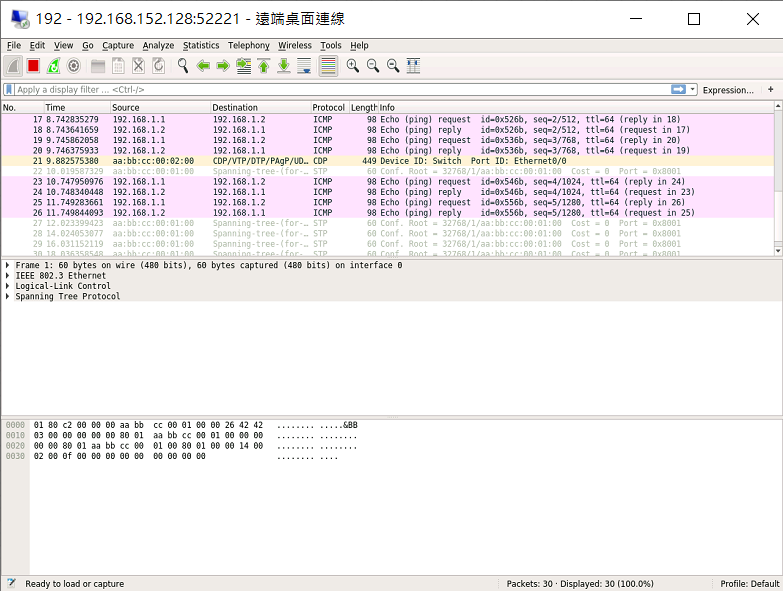 192 - 192.168.152.128:52221 - 遠端桌面連線
File Edit View Go Capture Analyze Statistics Telephony Wireless Tools Help
Apply a display filter ... <Ctrl-/> Expression... +
No. Time Source Destination Protocol Length Info
17 8.742835279 192.168.1.1 192.168.1.2 ICMP 98 Echo (ping) request id=0x526b, seq=2/512, ttl=64 (reply in 18)
18 8.743641659 192.168.1.2 192.168.1.1 ICMP 98 Echo (ping) reply id=0x526b, seq=2/512, ttl=64 (request in 17)
19 9.745862058 192.168.1.1 192.168.1.2 ICMP 98 Echo (ping) request id=0x536b, seq=3/768, ttl=64 (reply in 20)
20 9.746375933 192.168.1.2 192.168.1.1 ICMP 98 Echo (ping) reply id=0x536b, seq=3/768, ttl=64 (request in 19)
21 9.882575380 aa:bb:cc:00:02:00 CDP/VTP/DTP/PAgP/UD… CDP 449 Device ID: Switch Port ID: Ethernet0/0
22 10.019587329 aa:bb:cc:00:01:00 Spanning-tree-(for-… STP 60 Conf. Root = 32768/1/aa:bb:cc:00:01:00 Cost = 0 Port = 0x8001
23 10.747950976 192.168.1.1 192.168.1.2 ICMP 98 Echo (ping) request id=0x546b, seq=4/1024, ttl=64 (reply in 24)
24 10.748340448 192.168.1.2 192.168.1.1 ICMP 98 Echo (ping) reply id=0x546b, seq=4/1024, ttl=64 (request in 23)
25 11.749283661 192.168.1.1 192.168.1.2 ICMP 98 Echo (ping) request id=0x556b, seq=5/1280, ttl=64 (reply in 26)
26 11.749844093 192.168.1.2 192.168.1.1 ICMP 98 Echo (ping) reply id=0x556b, seq=5/1280, ttl=64 (request in 25)
27 12.023399423 aa:bb:cc:00:01:00 Spanning-tree-(for-… STP 60 Conf. Root = 32768/1/aa:bb:cc:00:01:00 Cost = 0 Port = 0x8001
28 14.024053077 aa:bb:cc:00:01:00 Spanning-tree-(for-… STP 60 Conf. Root = 32768/1/aa:bb:cc:00:01:00 Cost = 0 Port = 0x8001
29 16.031152119 aa:bb:cc:00:01:00 Spanning-tree-(for-… STP 60 Conf. Root = 32768/1/aa:bb:cc:00:01:00 Cost = 0 Port = 0x8001
30 18.036358548 aa:bb:cc:00:01:00 Spanning-tree-(for-… STP 60 Conf. Root = 32768/1/aa:bb:cc:00:01:00 Cost = 0 Port = 0x8001
Frame 1: 60 bytes on wire (480 bits), 60 bytes captured (480 bits) on interface 0
IEEE 802.3 Ethernet
Logical-Link Control
Spanning Tree Protocol
0000 01 80 c2 00 00 00 aa bb cc 00 01 00 00 26 42 42 ........ .....&BB
0010 03 00 00 00 00 00 80 01 aa bb cc 00 01 00 00 00 ........ ........
0020 00 00 80 01 aa bb cc 00 01 00 80 01 00 00 14 00 ........ ........
0030 02 00 0f 00 00 00 00 00 00 00 00 00 ........ ....
Ready to load or capture Packets: 30 · Displayed: 30 (100.0%) Profile: Default